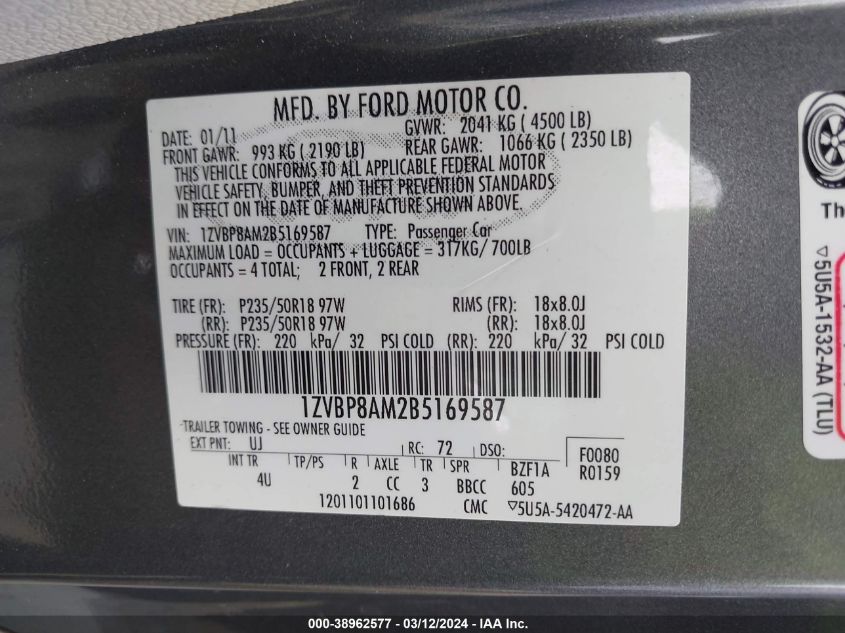 MFD. BY FORD MOTOR CO.
DATE: 01/11 GVWR: 2041 KG ( 4500 LB)
FRONT GAWR: 993 KG ( 2190 LB) REAR GAWR: 1066 KG ( 2350 LB)
THIS VEHICLE CONFORMS TO ALL APPLICABLE FEDERAL MOTOR
VEHICLE SAFETY, BUMPER, AND THEFT PREVENTION STANDARDS
IN EFFECT ON THE DATE OF MANUFACTURE SHOWN ABOVE.
VIN: 1ZVBP8AM2B5169587 TYPE: Passenger Car
MAXIMUM LOAD = OCCUPANTS + LUGGAGE = 317KG/ 700LB
OCCUPANTS = 4 TOTAL; 2 FRONT, 2 REAR
TIRE (FR): P235/50R18 97W RIMS (FR): 18x8.0J
(RR): P235/50R18 97W (RR): 18x8.0J
PRESSURE (FR): 220 kPa/ 32 PSI COLD (RR): 220 kPa/ 32 PSI COLD
1ZVBP8AM2B5169587
TRAILER TOWING - SEE OWNER GUIDE
EXT PNT: UJ RC: 72 DSO: F0080
INT TR TP/PS R AXLE TR SPR BZF1A R0159
4U 2 CC 3 BBCC 605
1201101101686 CMC ▽5U5A-5420472-AA
Th
▽5U5A-1532-AA (TLU)
000-38962577 - 03/12/2024 - IAA Inc.